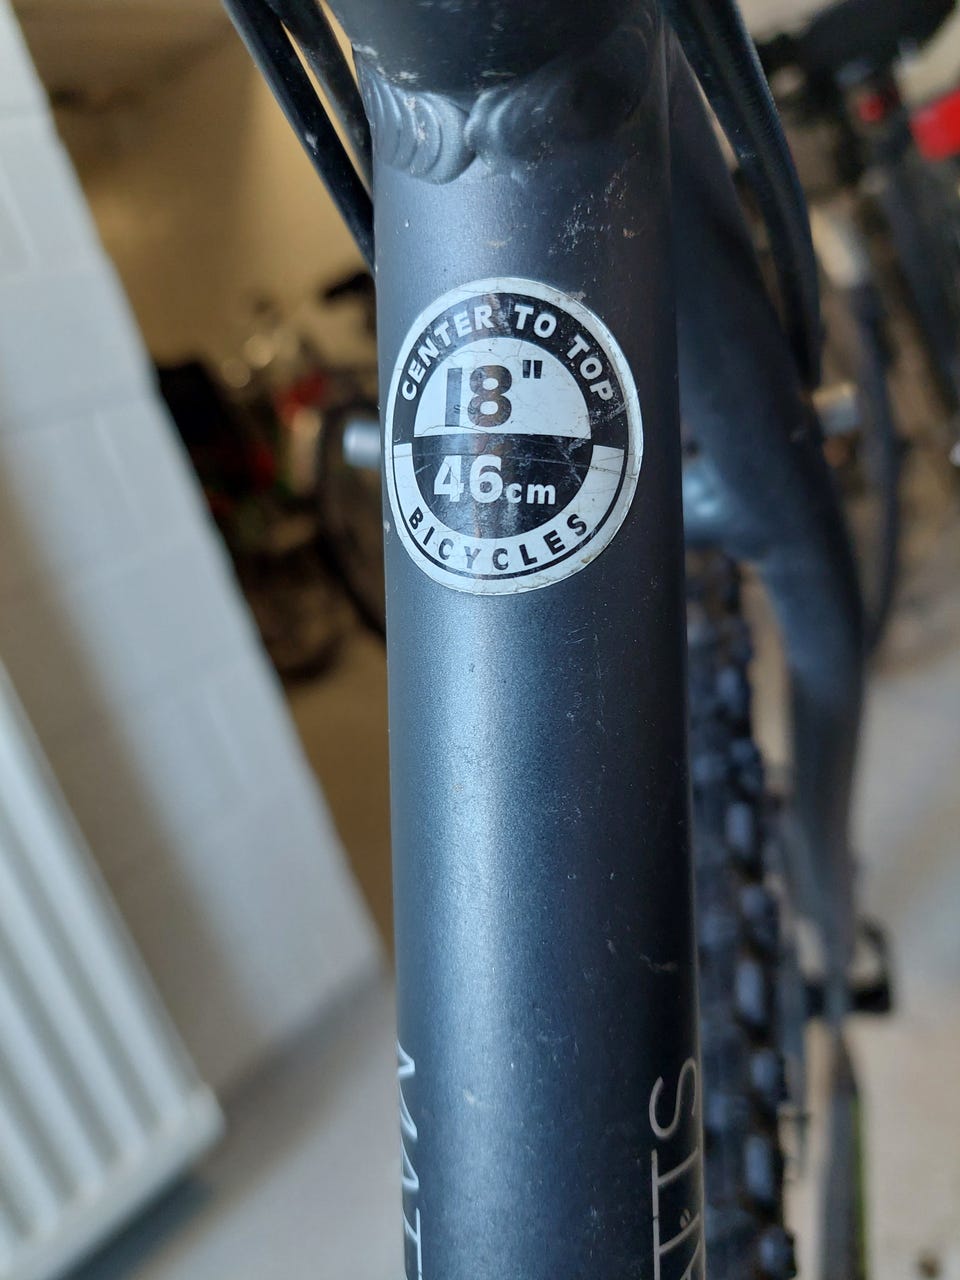 CENTER TO TOP
18"
46cm
BICYCLES